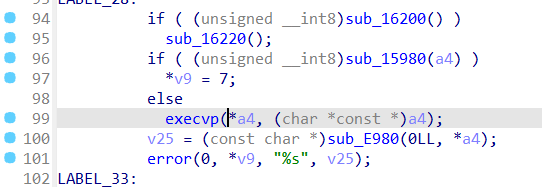 LABEL_28:
94 if ( (unsigned __int8)sub_16200() )
95 sub_16220();
96 if ( (unsigned __int8)sub_15980(a4) )
97 *v9 = 7;
98 else
99 execvp(*a4, (char *const *)a4);
100 v25 = (const char *)sub_E980(0LL, *a4);
101 error(0, *v9, "%s", v25);
102 LABEL_33: